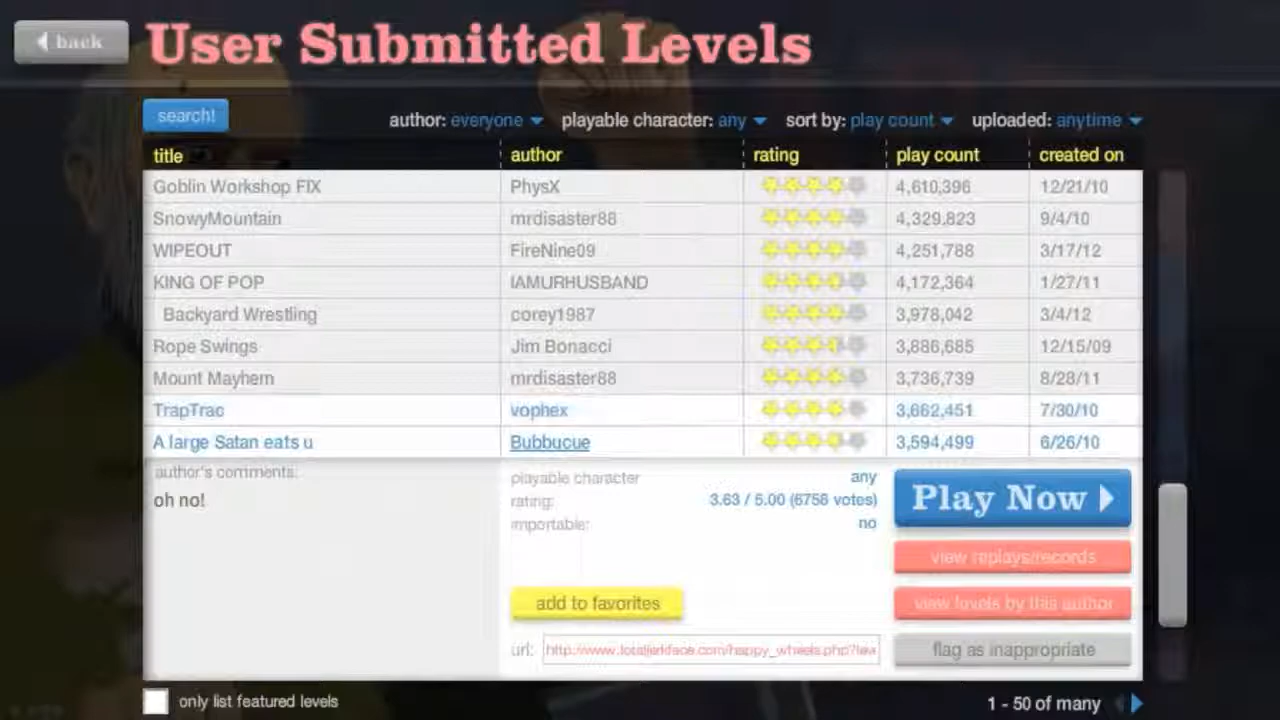 back
User Submitted Levels
search!
author: everyone playable character: any sort by: play count uploaded: anytime
title author rating play count created on
Goblin Workshop FIX PhysX 4,610,396 12/21/10
SnowyMountain mrdisaster88 4,329,823 9/4/10
WIPEOUT FireNine09 4,251,788 3/17/12
KING OF POP IAMURHUSBAND 4,172,364 1/27/11
Backyard Wrestling corey1987 3,978,042 3/4/12
Rope Swings Jim Bonacci 3,886,685 12/15/09
Mount Mayhem mrdisaster88 3,736,739 8/28/11
TrapTrac vophex 3,662,451 7/30/10
A large Satan eats u Bubbucue 3,594,499 6/26/10
author's comments:
oh no!
playable character any
rating: 3.63 / 5.00 (6756 votes)
importable: no
Play Now
view replays/records
add to favorites
view levels by this author
url: http://www.totaljerkface.com/happy_wheels.php?lev
flag as inappropriate
only list featured levels
1 - 50 of many